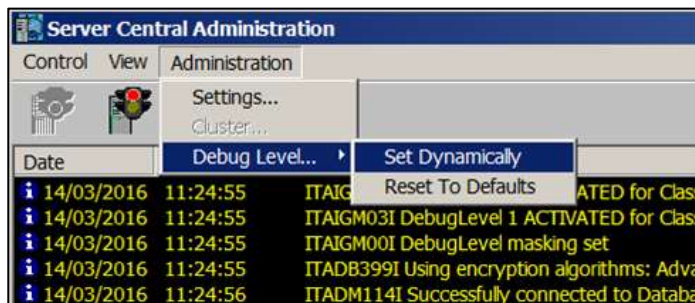 Server Central Administration
Control View Administration
Settings...
Cluster...
Date Debug Level... Set Dynamically
Reset To Defaults
14/03/2016 11:24:55 ITAIG ATED for Clas
14/03/2016 11:24:55 ITAIGM03I DebugLevel 1 ACTIVATED for Clas
14/03/2016 11:24:55 ITAIGM00I DebugLevel masking set
14/03/2016 11:24:55 ITADB399I Using encryption algorithms: Adva
14/03/2016 11:24:56 ITADM114I Successfully connected to Databa